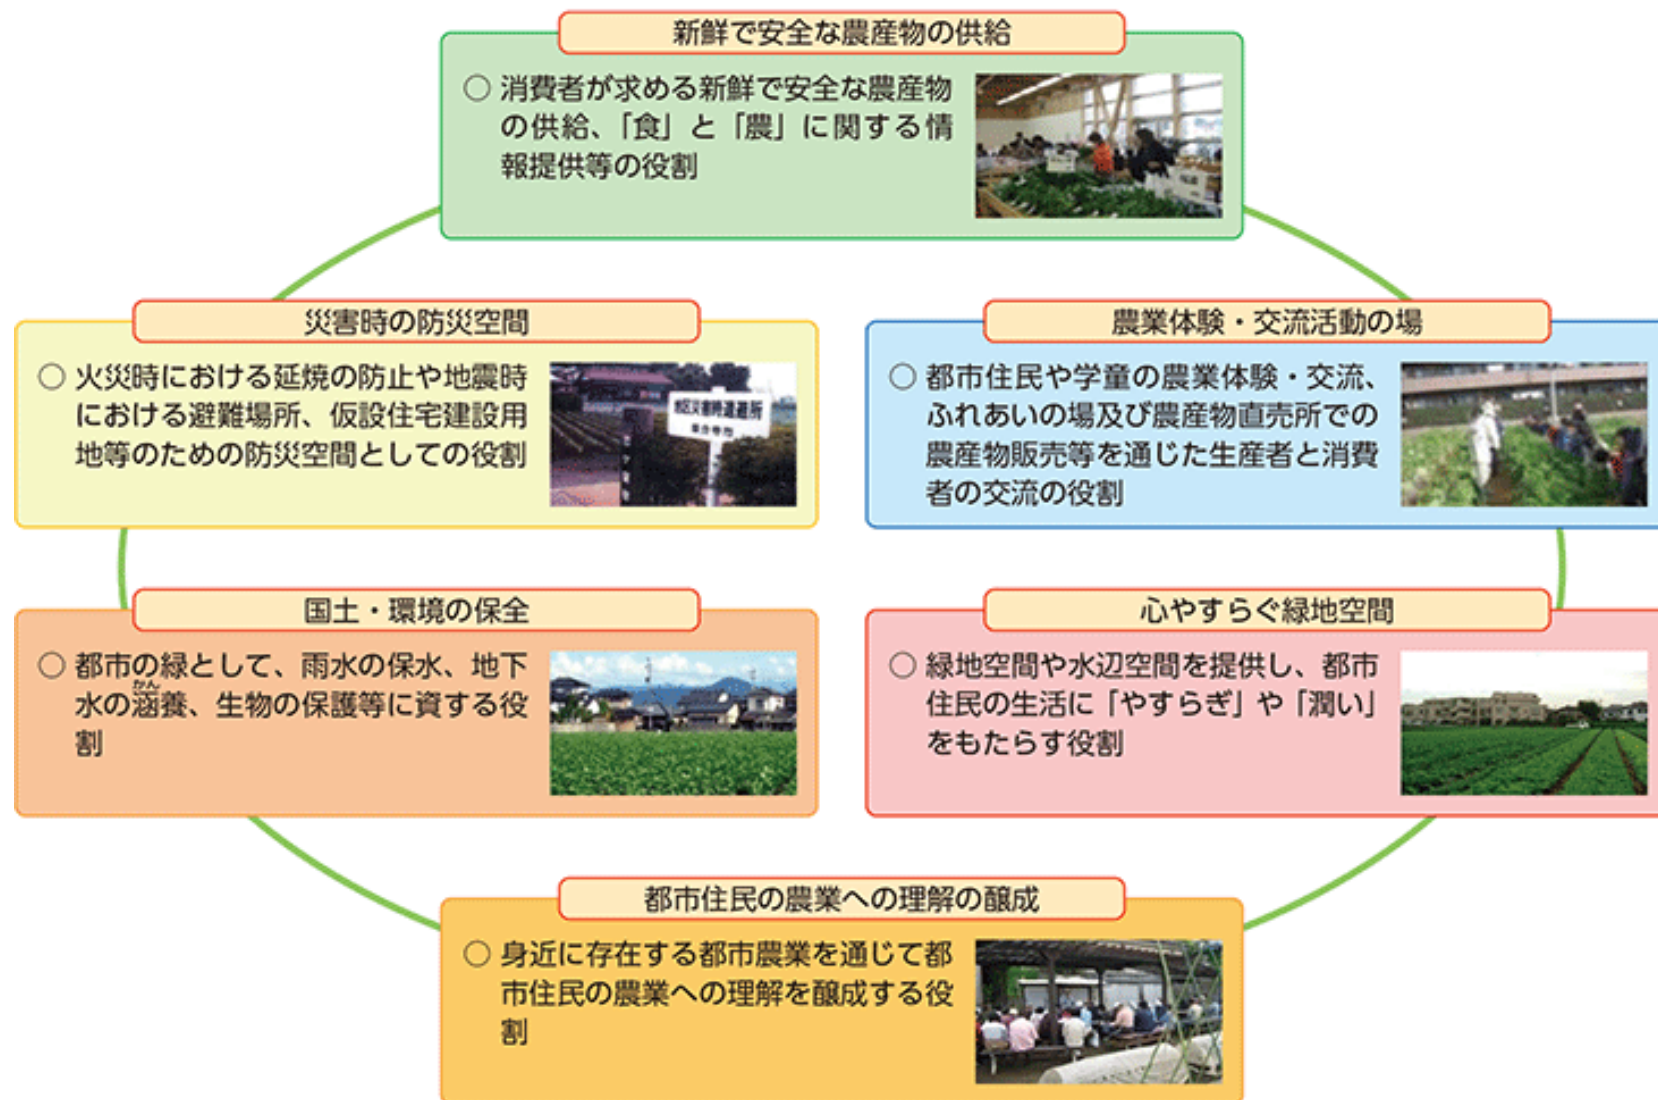 新鮮で安全な農産物の供給
○ 消費者が求める新鮮で安全な農産物
の供給、「食」と「農」に関する情
報提供等の役割
災害時の防災空間
○ 火災時における延焼の防止や地震時
における避難場所、仮設住宅建設用
地等のための防災空間としての役割
農業体験・交流活動の場
○ 都市住民や学童の農業体験・交流、
ふれあいの場及び農産物直売所での
農産物販売等を通じた生産者と消費
者の交流の役割
国土・環境の保全
○ 都市の緑として、雨水の保水、地下
かん
水の涵養、生物の保護等に資する役
割
心やすらぐ緑地空間
○ 緑地空間や水辺空間を提供し、都市
住民の生活に「やすらぎ」や「潤い」
をもたらす役割
都市住民の農業への理解の醸成
○ 身近に存在する都市農業を通じて都
市住民の農業への理解を醸成する役
割